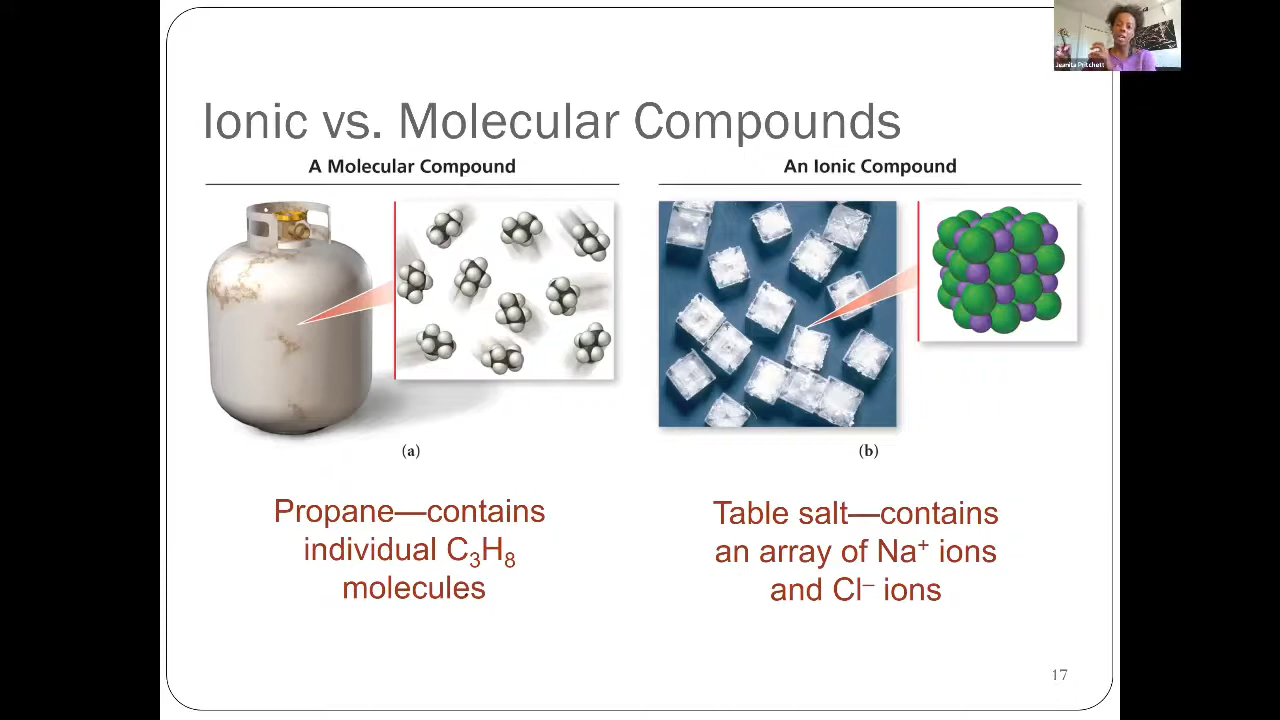 Jeanita Pritchett
Ionic vs. Molecular Compounds
A Molecular Compound
An Ionic Compound
(a)
(b)
Propane—contains
individual C₃H₈
molecules
Table salt—contains
an array of Na⁺ ions
and Cl⁻ ions
17